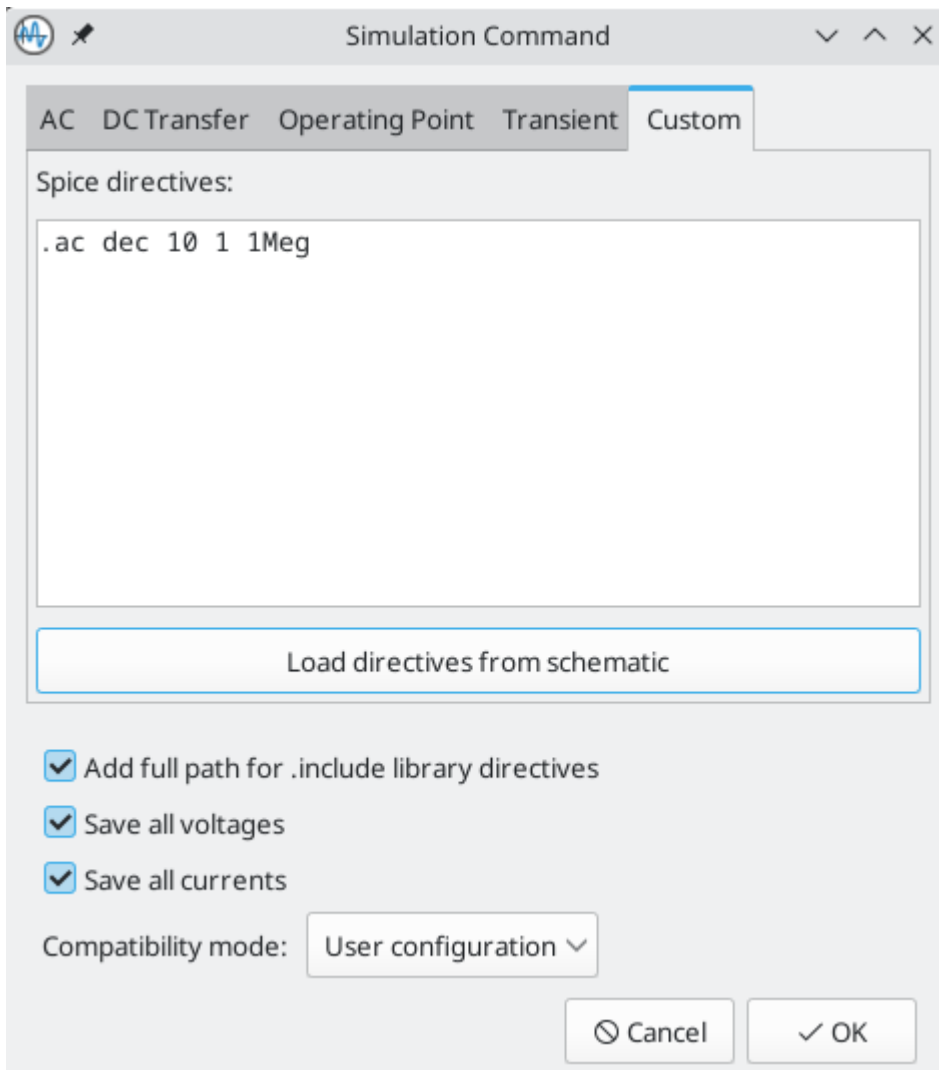 Simulation Command
AC DC Transfer Operating Point Transient Custom
Spice directives:
.ac dec 10 1 1Meg
Load directives from schematic
Add full path for .include library directives
Save all voltages
Save all currents
Compatibility mode: User configuration
Cancel OK